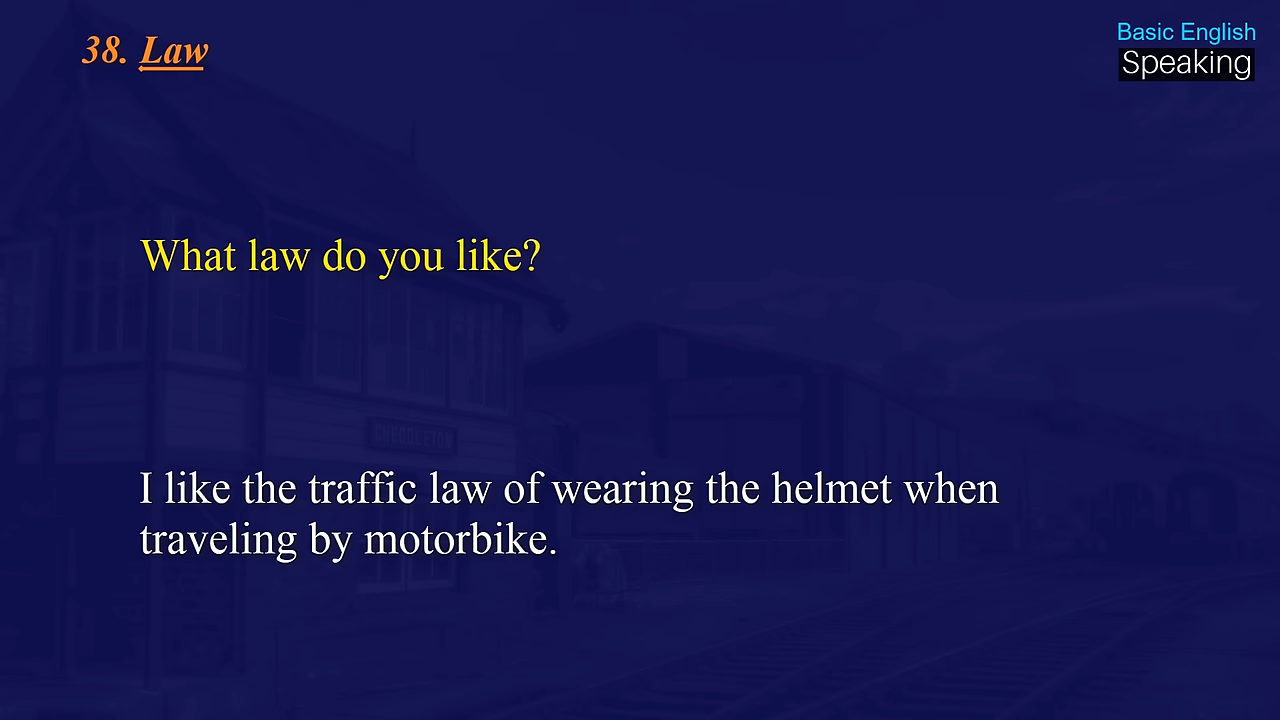 38. Law
Basic English
Speaking
What law do you like?
CHEDDLETON
I like the traffic law of wearing the helmet when
traveling by motorbike.